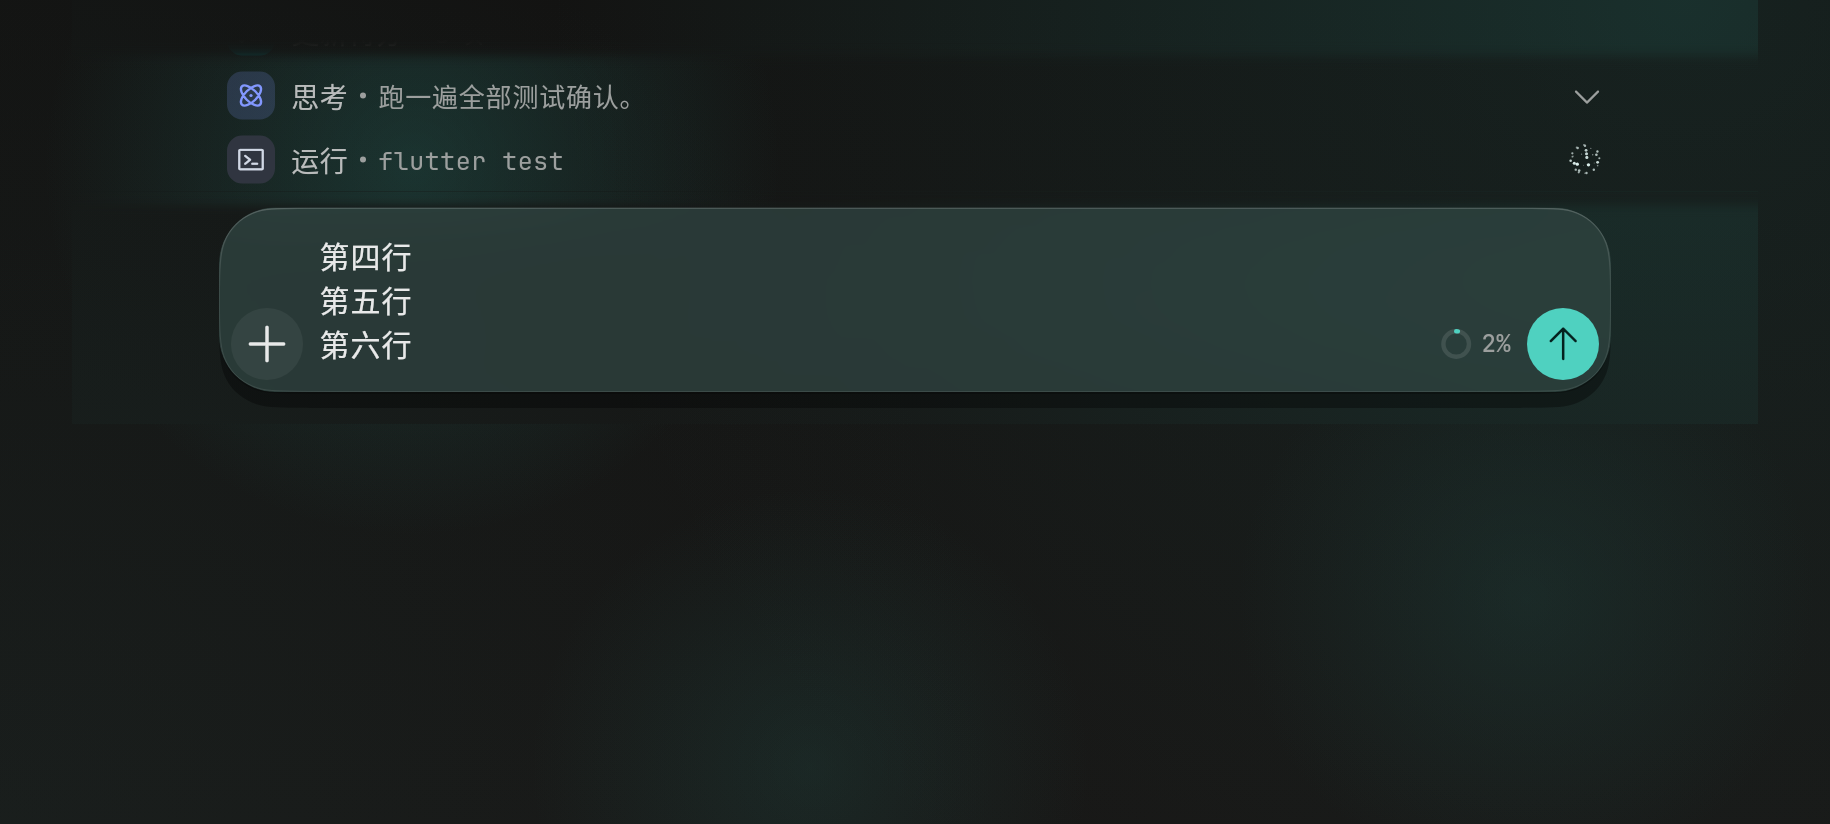 思考·跑一遍全部测试确认。
运行·flutter test
第四行
第五行
第六行
2%